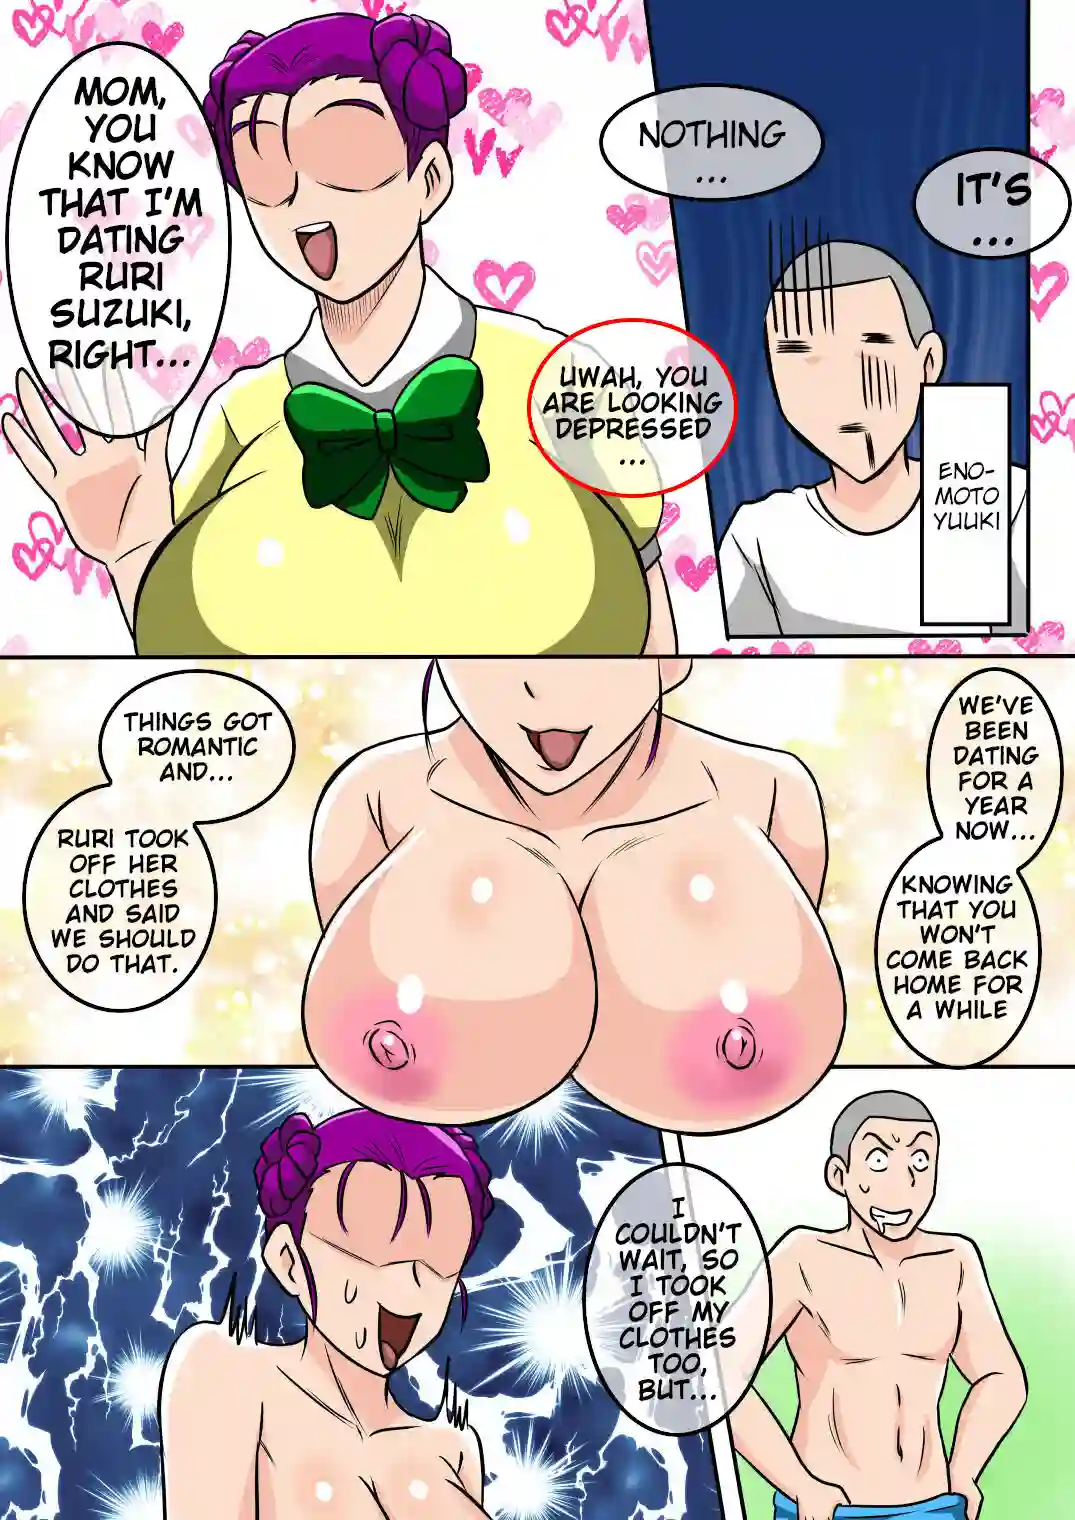 UWAH, YOU
ARE LOOKING
DEPRESSED
...
IT'S
...
NOTHING
...
ENO-
MOTO
YUUKI
MOM,
YOU
KNOW
THAT I'M
DATING
RURI
SUZUKI,
RIGHT...
WE'VE
BEEN
DATING
FOR A
YEAR
NOW...
KNOWING
THAT YOU
WON'T
COME BACK
HOME FOR
A WHILE
THINGS GOT
ROMANTIC
AND...
RURI TOOK
OFF HER
CLOTHES
AND SAID
WE SHOULD
DO THAT.
I
COULDN'T
WAIT, SO
I TOOK
OFF MY
CLOTHES
TOO,
BUT...